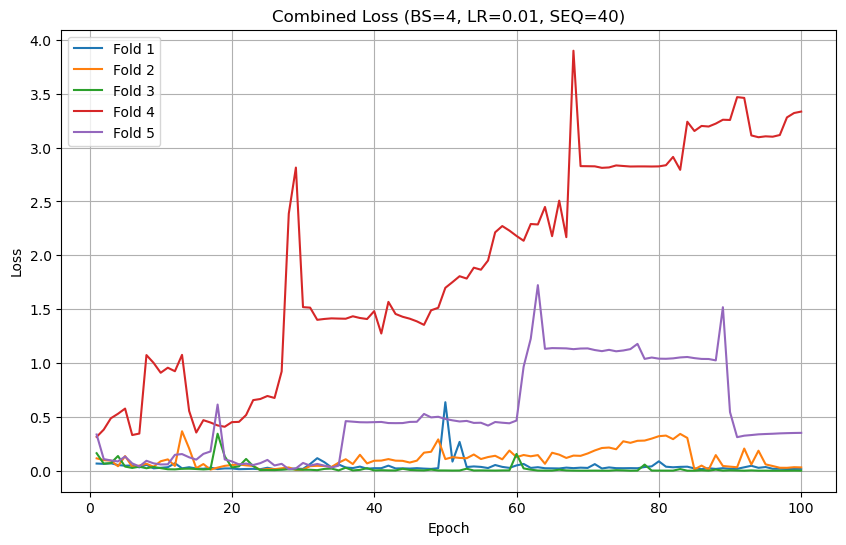 Combined Loss (BS=4, LR=0.01, SEQ=40)
Fold 1
Fold 2
Fold 3
Fold 4
Fold 5
Loss
4.0
3.5
3.0
2.5
2.0
1.5
1.0
0.5
0.0
0 20 40 60 80 100
Epoch